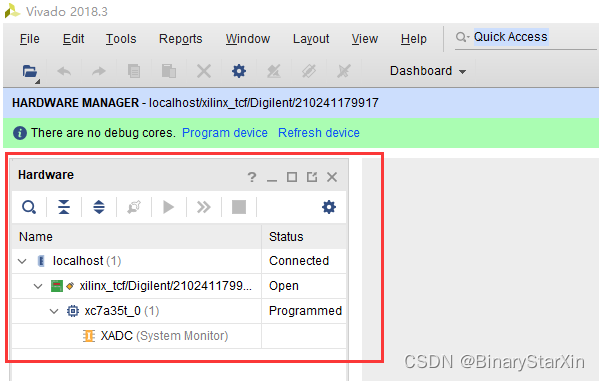 Vivado 2018.3
File Edit Tools Reports Window Layout View Help Quick Access
Dashboard
HARDWARE MANAGER - localhost/xilinx_tcf/Digilent/210241179917
There are no debug cores. Program device Refresh device
Hardware
Name Status
localhost (1) Connected
xilinx_tcf/Digilent/2102411799... Open
xc7a35t_0 (1) Programmed
XADC (System Monitor)
CSDN @BinaryStarXin